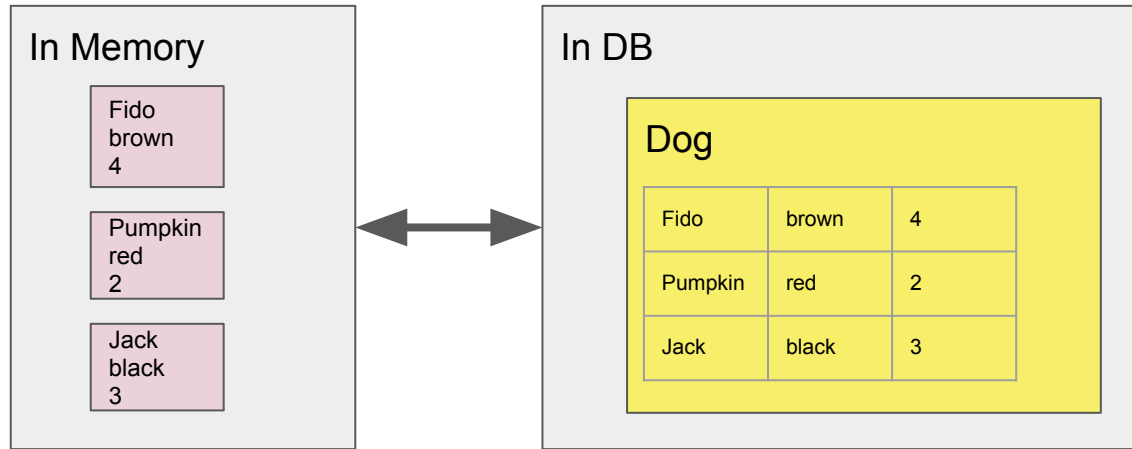 In Memory
Fido
brown
4
Pumpkin
red
2
Jack
black
3
In DB
Dog
Fido brown 4
Pumpkin red 2
Jack black 3